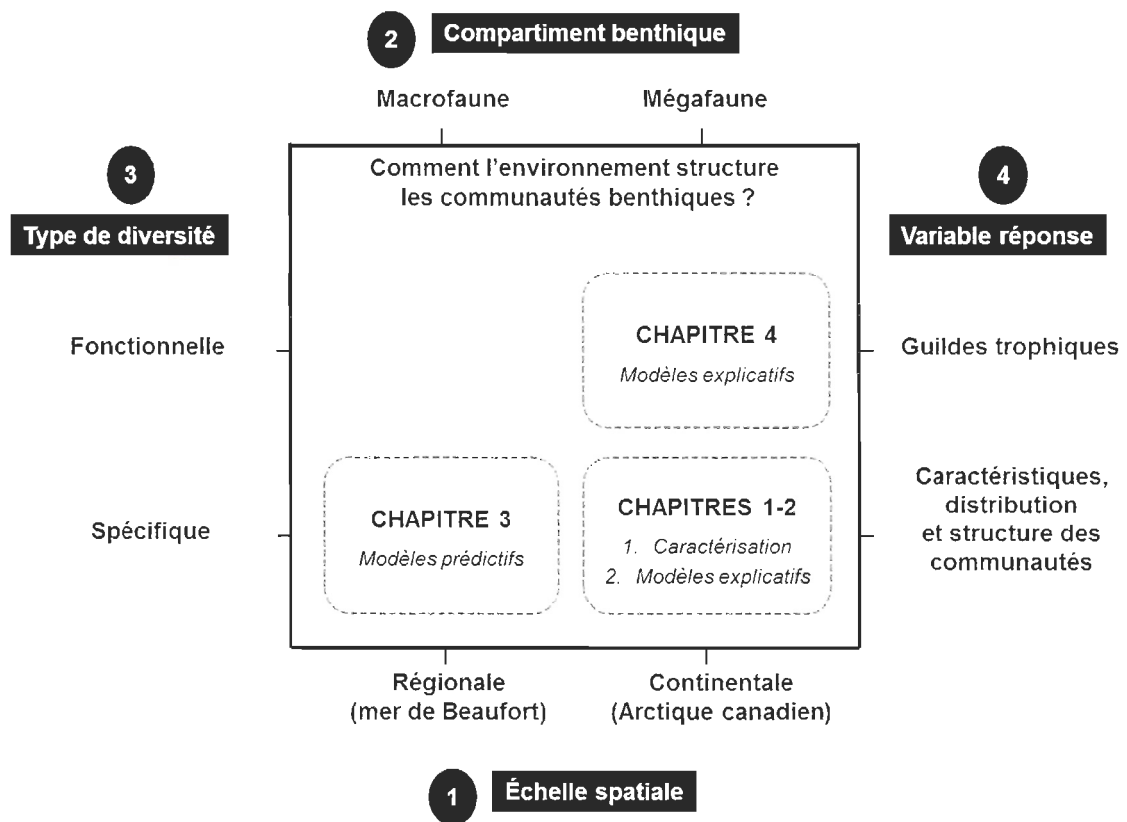 2 Compartiment benthique
Macrofaune Mégafaune
Comment l'environnement structure
les communautés benthiques ?
3
Type de diversité
4
Variable réponse
Fonctionnelle
CHAPITRE 4
Modèles explicatifs
Guildes trophiques
Spécifique
CHAPITRE 3
Modèles prédictifs
CHAPITRES 1-2
1. Caractérisation
2. Modèles explicatifs
Caractéristiques,
distribution
et structure des
communautés
Régionale
(mer de Beaufort)
Continentale
(Arctique canadien)
1 Échelle spatiale